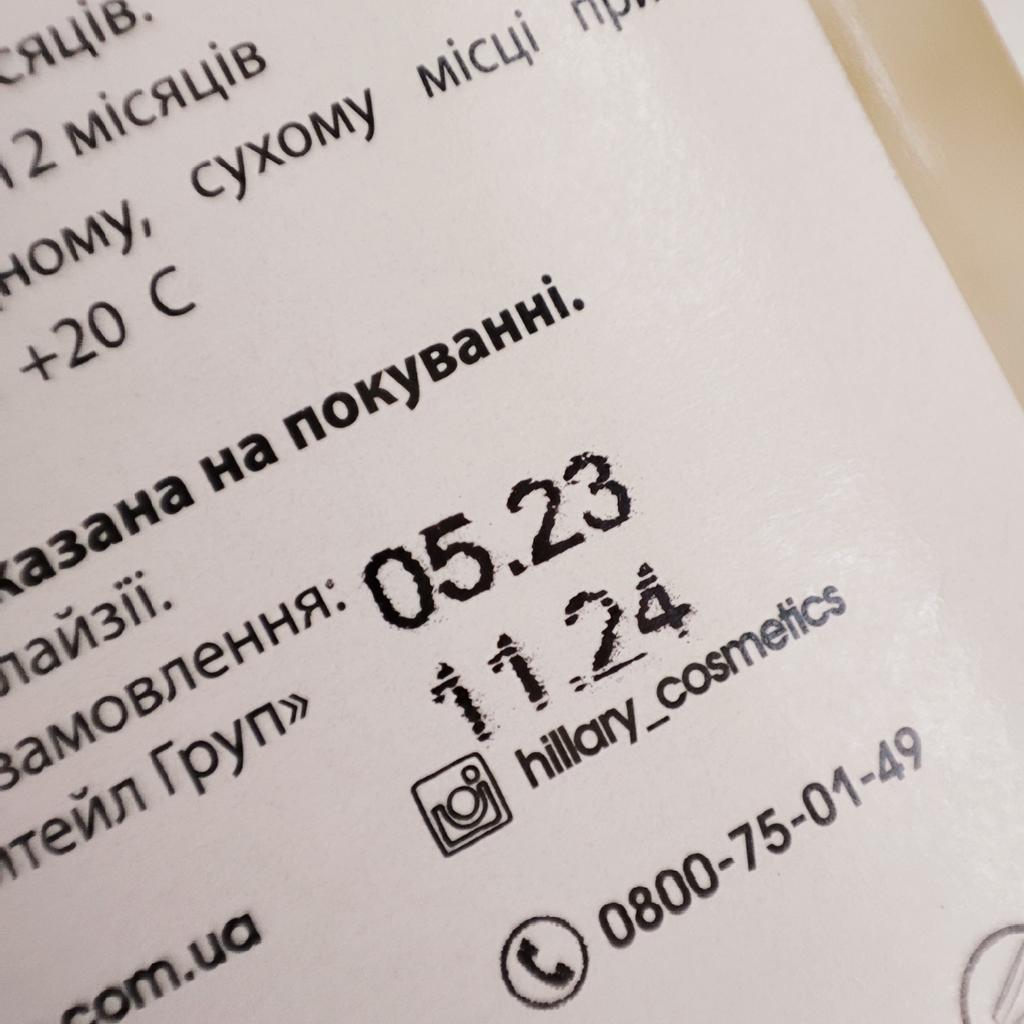 сяців.
12 місяців
ному, сухому місці при
+20 С
казана на покуванні.
лайзії.
замовлення: 05.23
11 24
тейл Груп»
hillary_cosmetics
0800-75-01-49
com.ua